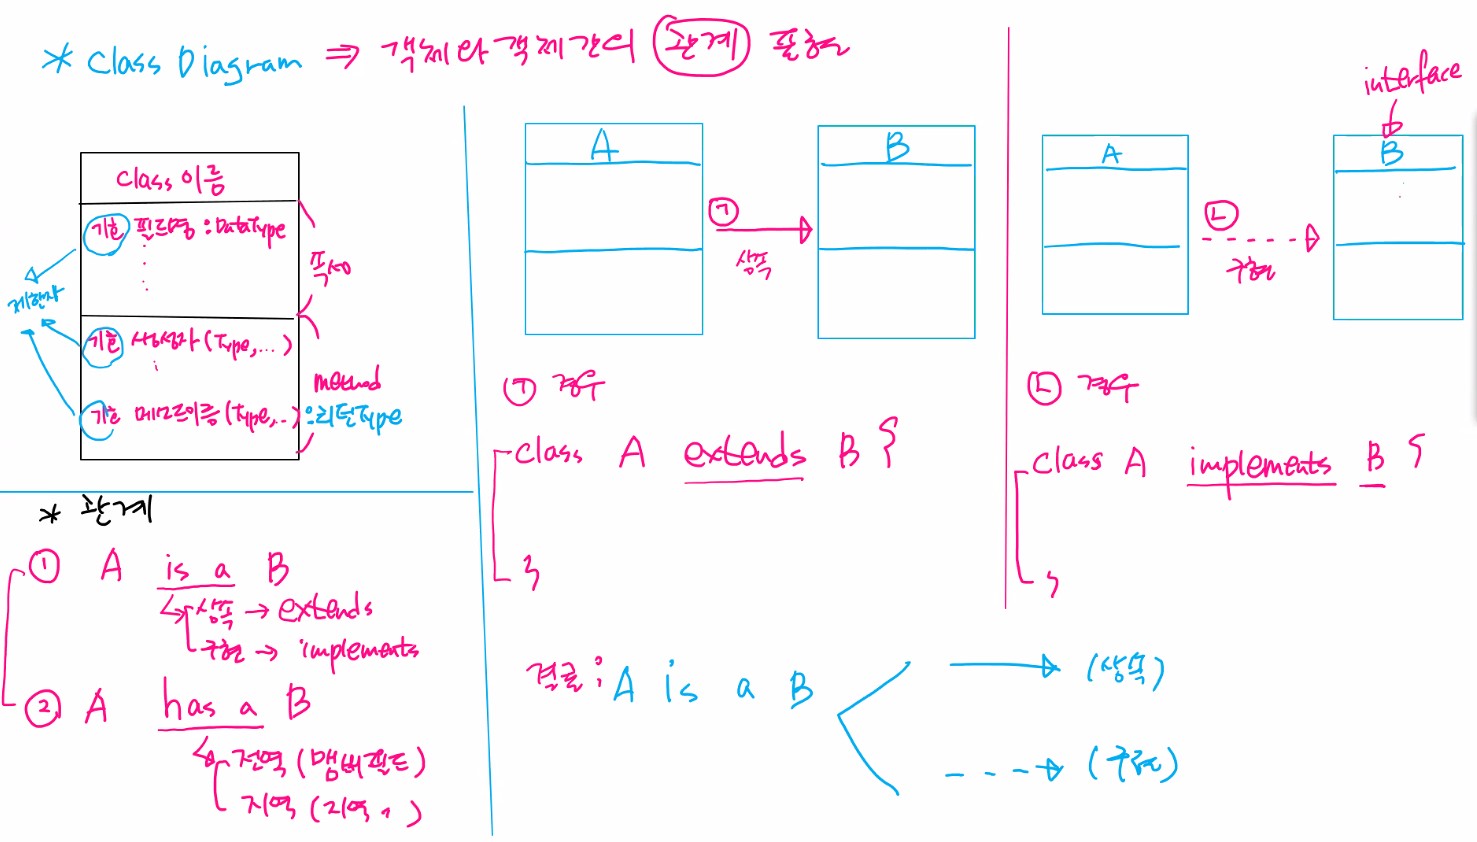 * Class Diagram ⇒ 객체와 객체간의 관계 표현
class 이름
기호 필드명 : DataType
속성
제한자
기호 생성자 (Type, ...)
method
기호 메서드이름 (Type, ..) : 리턴Type
* 관계
① A is a B
상속 → extends
구현 → implements
② A has a B
전역 (맴버필드)
지역 (지역 , )
A
B
㉠
상속
㉠ 경우
class A extends B {
}
interface
A
B
㉡
구현
㉡ 경우
class A implements B {
}
결론 : A is a B
(상속)
(구현)